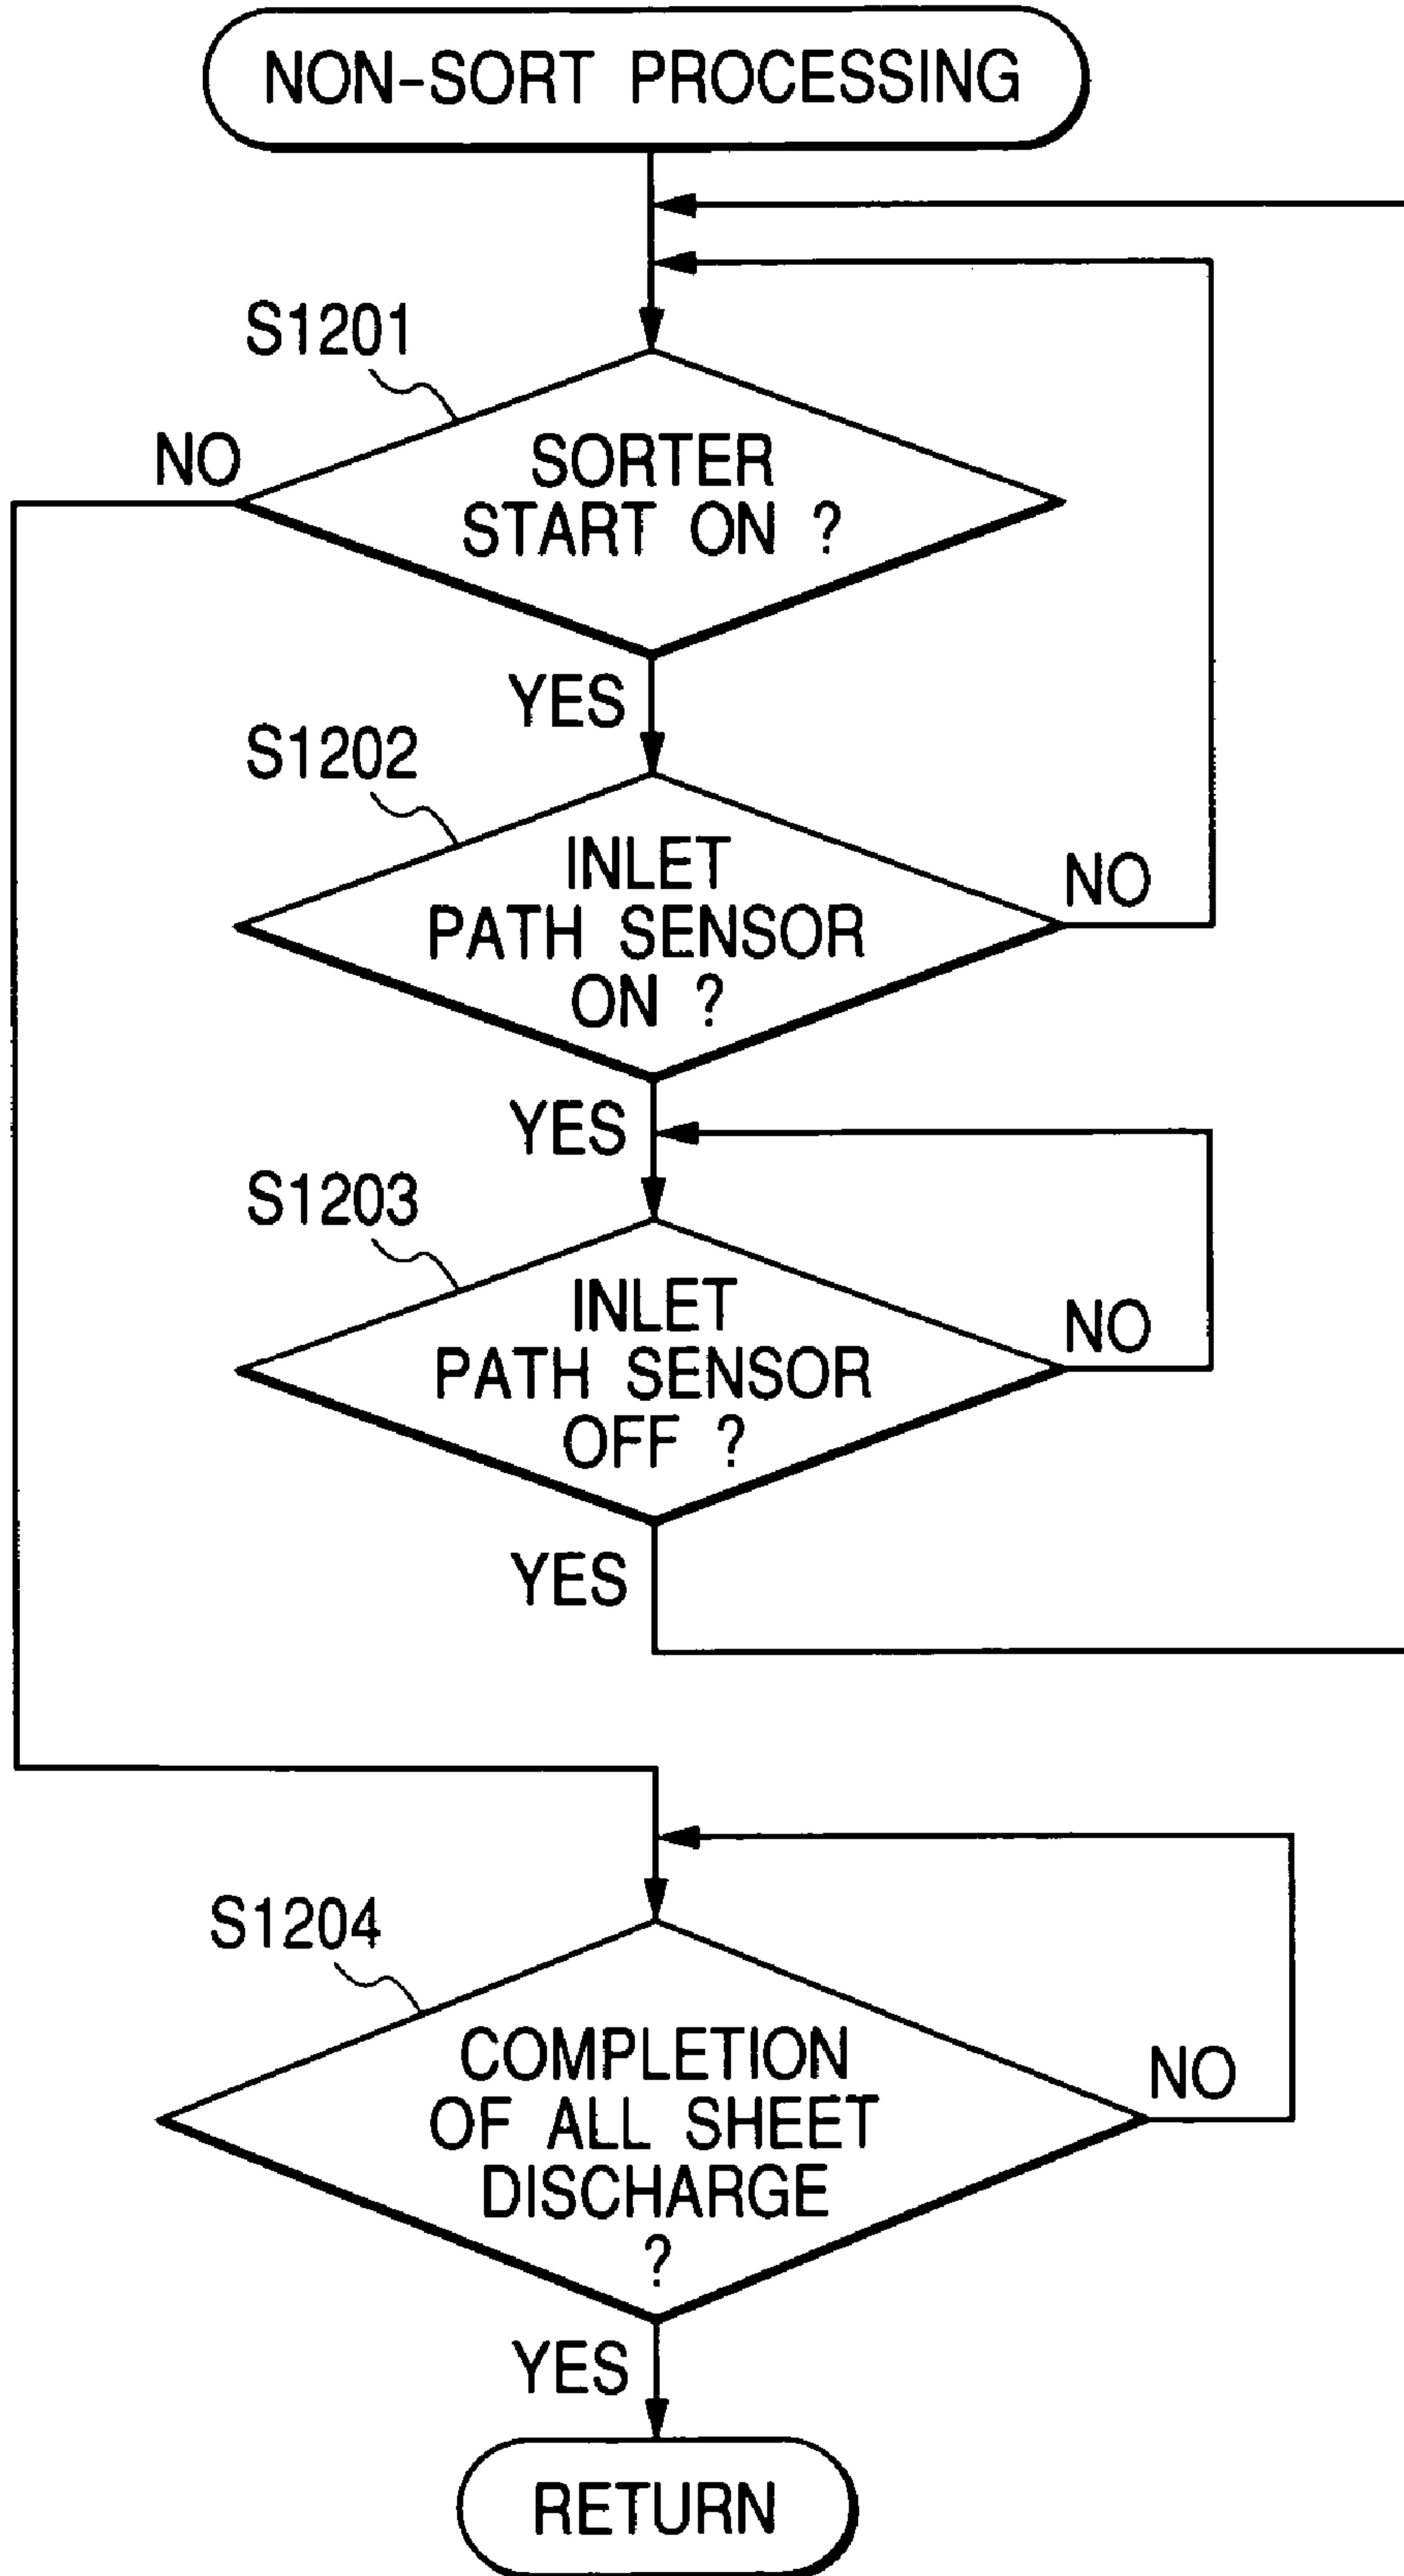 NON-SORT PROCESSING
S1201
NO
SORTER
START ON ?
YES
S1202
INLET
PATH SENSOR
ON ?
NO
YES
S1203
INLET
PATH SENSOR
OFF ?
NO
YES
S1204
COMPLETION
OF ALL SHEET
DISCHARGE
?
NO
YES
RETURN